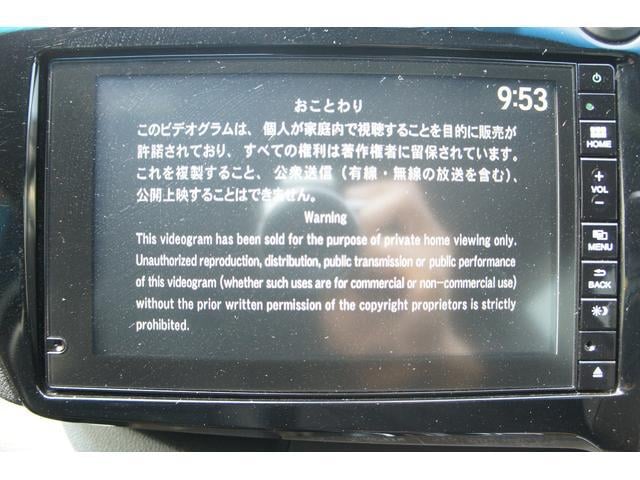 9:53
おことわり
このビデオグラムは、個人が家庭内で視聴することを目的に販売が
許諾されており、すべての権利は著作権者に留保されています。
これを複製すること、公衆送信（有線・無線の放送を含む）、
公開上映することはできません。
Warning
This videogram has been sold for the purpose of private home viewing only.
Unauthorized reproduction, distribution, public transmission or public performance
of this videogram (whether such uses are for commercial or non-commercial use)
without the prior written permission of the copyright proprietors is strictly
prohibited.
HOME
+
VOL
-
MENU
BACK